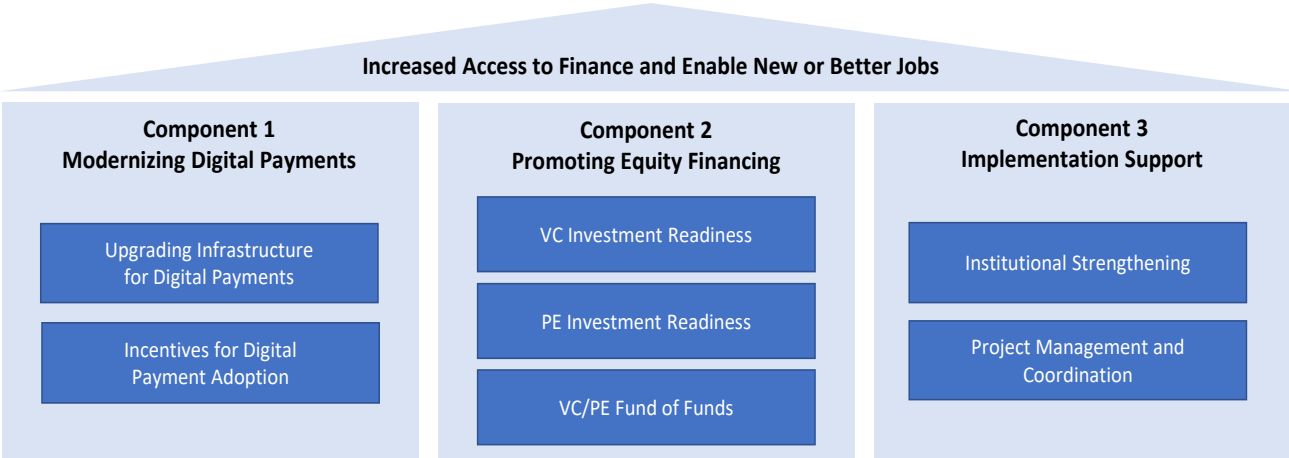 Increased Access to Finance and Enable New or Better Jobs
Component 1
Modernizing Digital Payments
Upgrading Infrastructure
for Digital Payments
Incentives for Digital
Payment Adoption
Component 2
Promoting Equity Financing
VC Investment Readiness
PE Investment Readiness
VC/PE Fund of Funds
Component 3
Implementation Support
Institutional Strengthening
Project Management and
Coordination